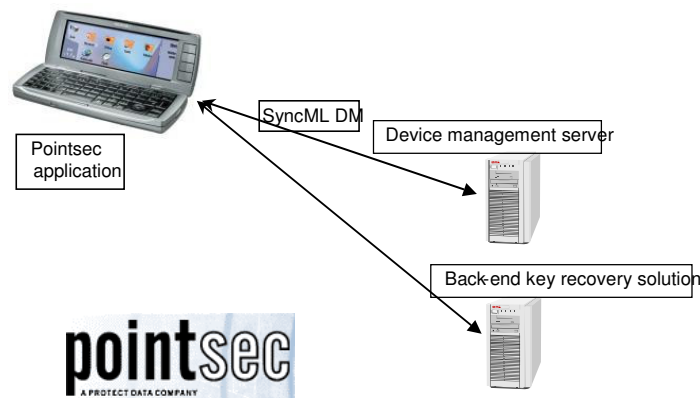 SyncML DM
Device management server
Pointsec
application
Back-end key recovery solution
pointsec
A PROTECT DATA COMPANY